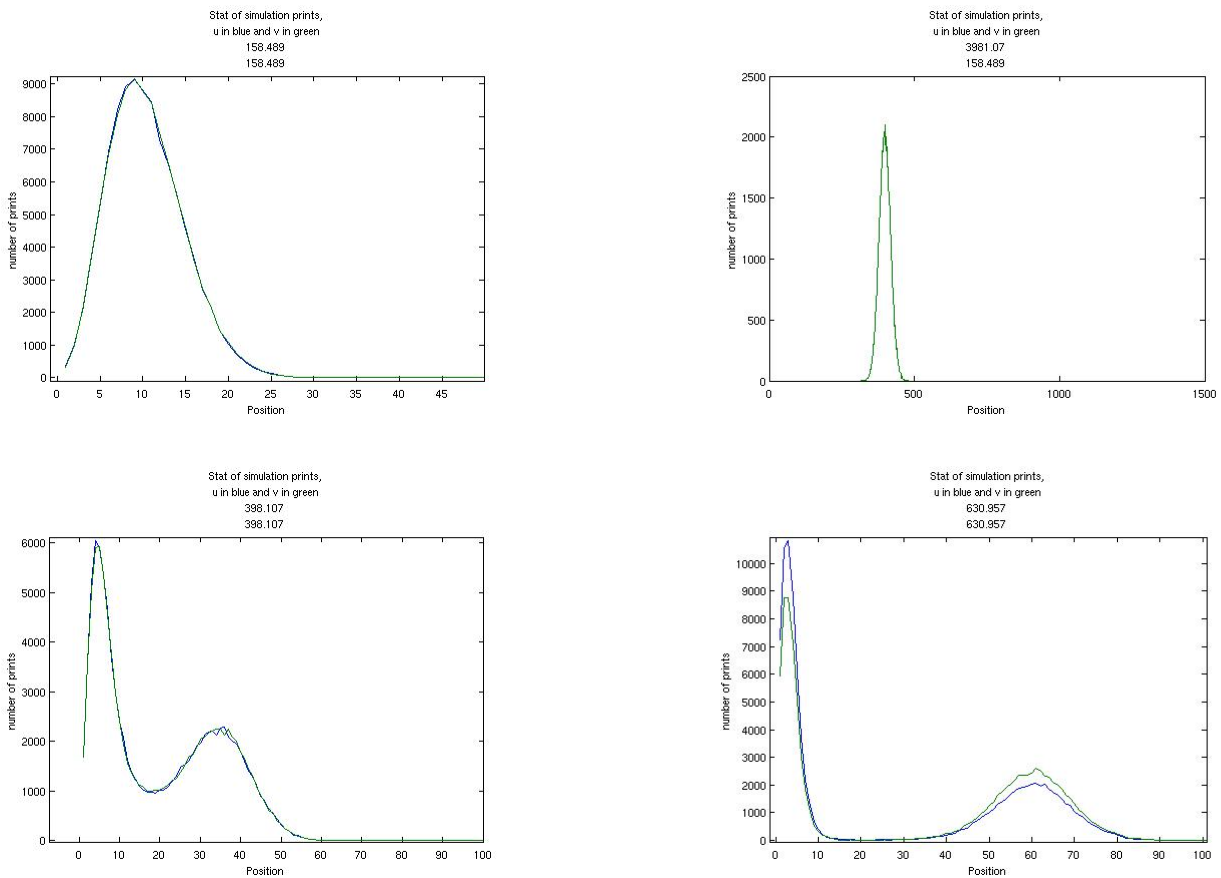 Stat of simulation prints,
u in blue and v in green
158.489
158.489
9000
8000
7000
6000
5000
4000
3000
2000
1000
0
number of prints
0 5 10 15 20 25 30 35 40 45
Position
Stat of simulation prints,
u in blue and v in green
3981.07
158.489
2500
2000
1500
1000
500
0
number of prints
0 500 1000 1500
Position
Stat of simulation prints,
u in blue and v in green
398.107
398.107
6000
5000
4000
3000
2000
1000
0
number of prints
0 10 20 30 40 50 60 70 80 90 100
Position
Stat of simulation prints,
u in blue and v in green
630.957
630.957
10000
9000
8000
7000
6000
5000
4000
3000
2000
1000
0
number of prints
0 10 20 30 40 50 60 70 80 90 100
Position